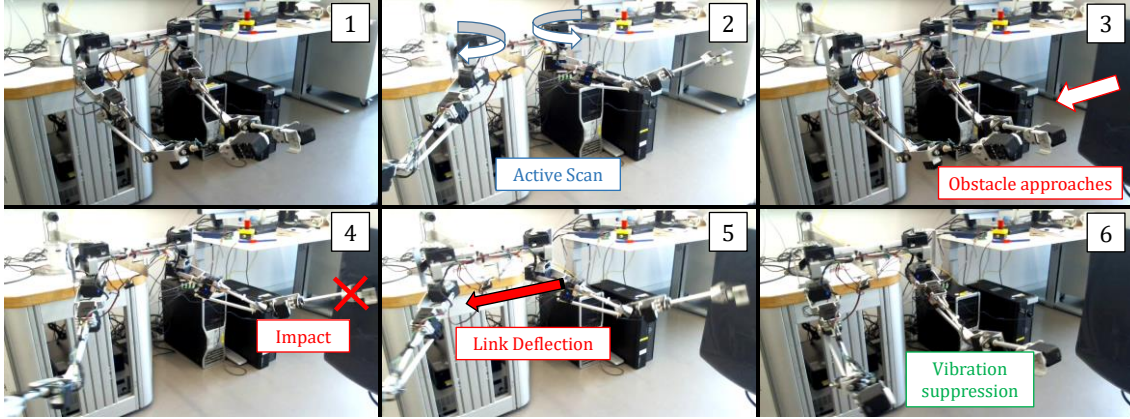 1
2
3
Active Scan
Obstacle approaches
4
5
6
Impact
Link Deflection
Vibration
suppression